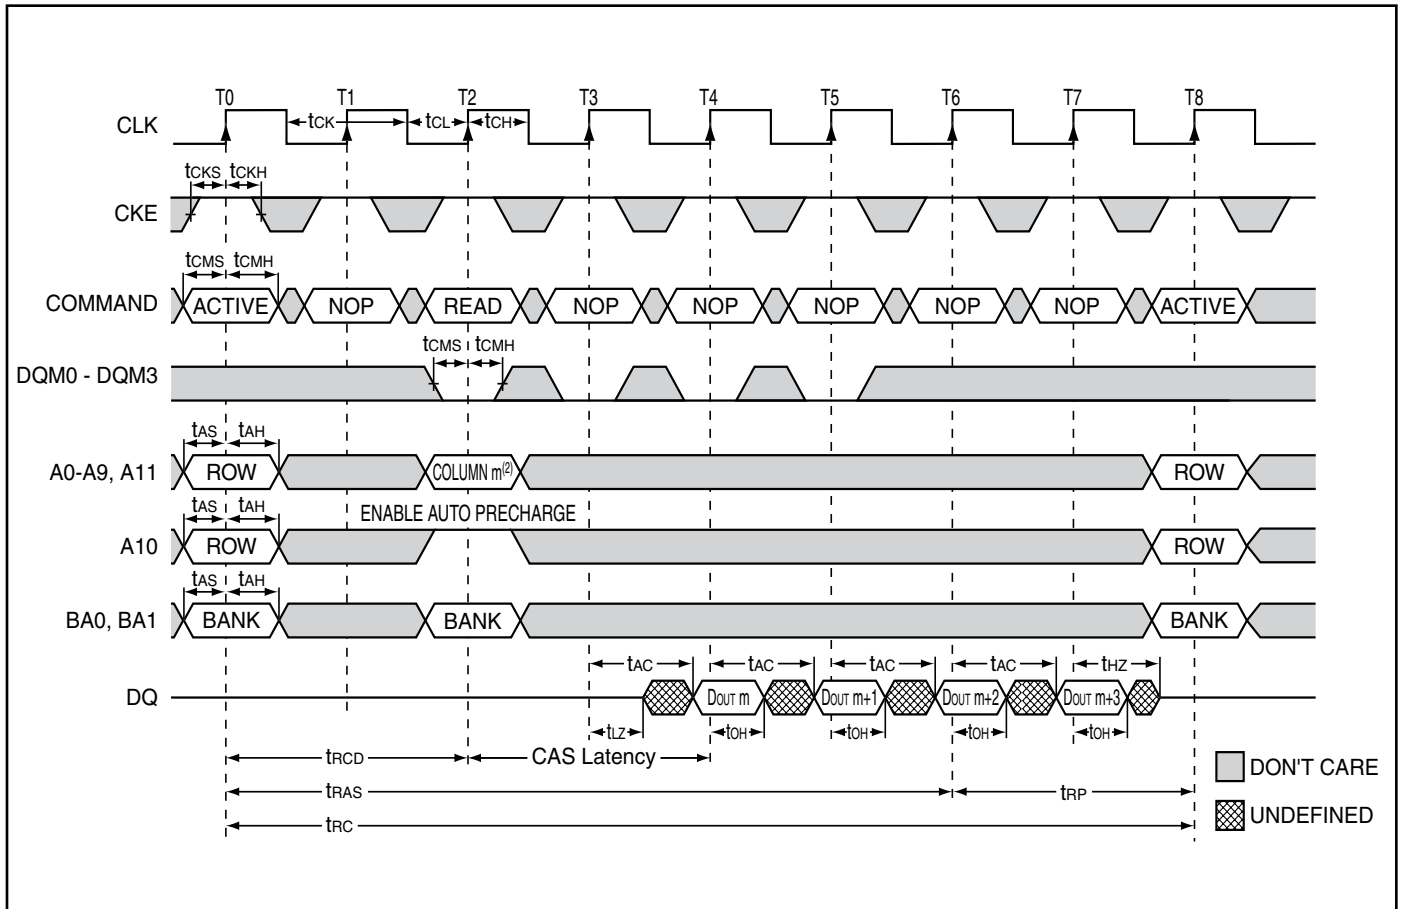 T0 T1 T2 T3 T4 T5 T6 T7 T8
CLK tCK tCL tCH
tCKS tCKH
CKE
tCMS tCMH
COMMAND ACTIVE NOP READ NOP NOP NOP NOP NOP ACTIVE
tCMS tCMH
DQM0 - DQM3
tAS tAH
A0-A9, A11 ROW COLUMN m(2) ROW
tAS tAH ENABLE AUTO PRECHARGE
A10 ROW ROW
tAS tAH
BA0, BA1 BANK BANK BANK
tAC tAC tAC tAC tHZ
DQ DOUT m DOUT m+1 DOUT m+2 DOUT m+3
tLZ tOH tOH tOH tOH
tRCD CAS Latency
DON'T CARE
tRAS tRP
UNDEFINED
tRC